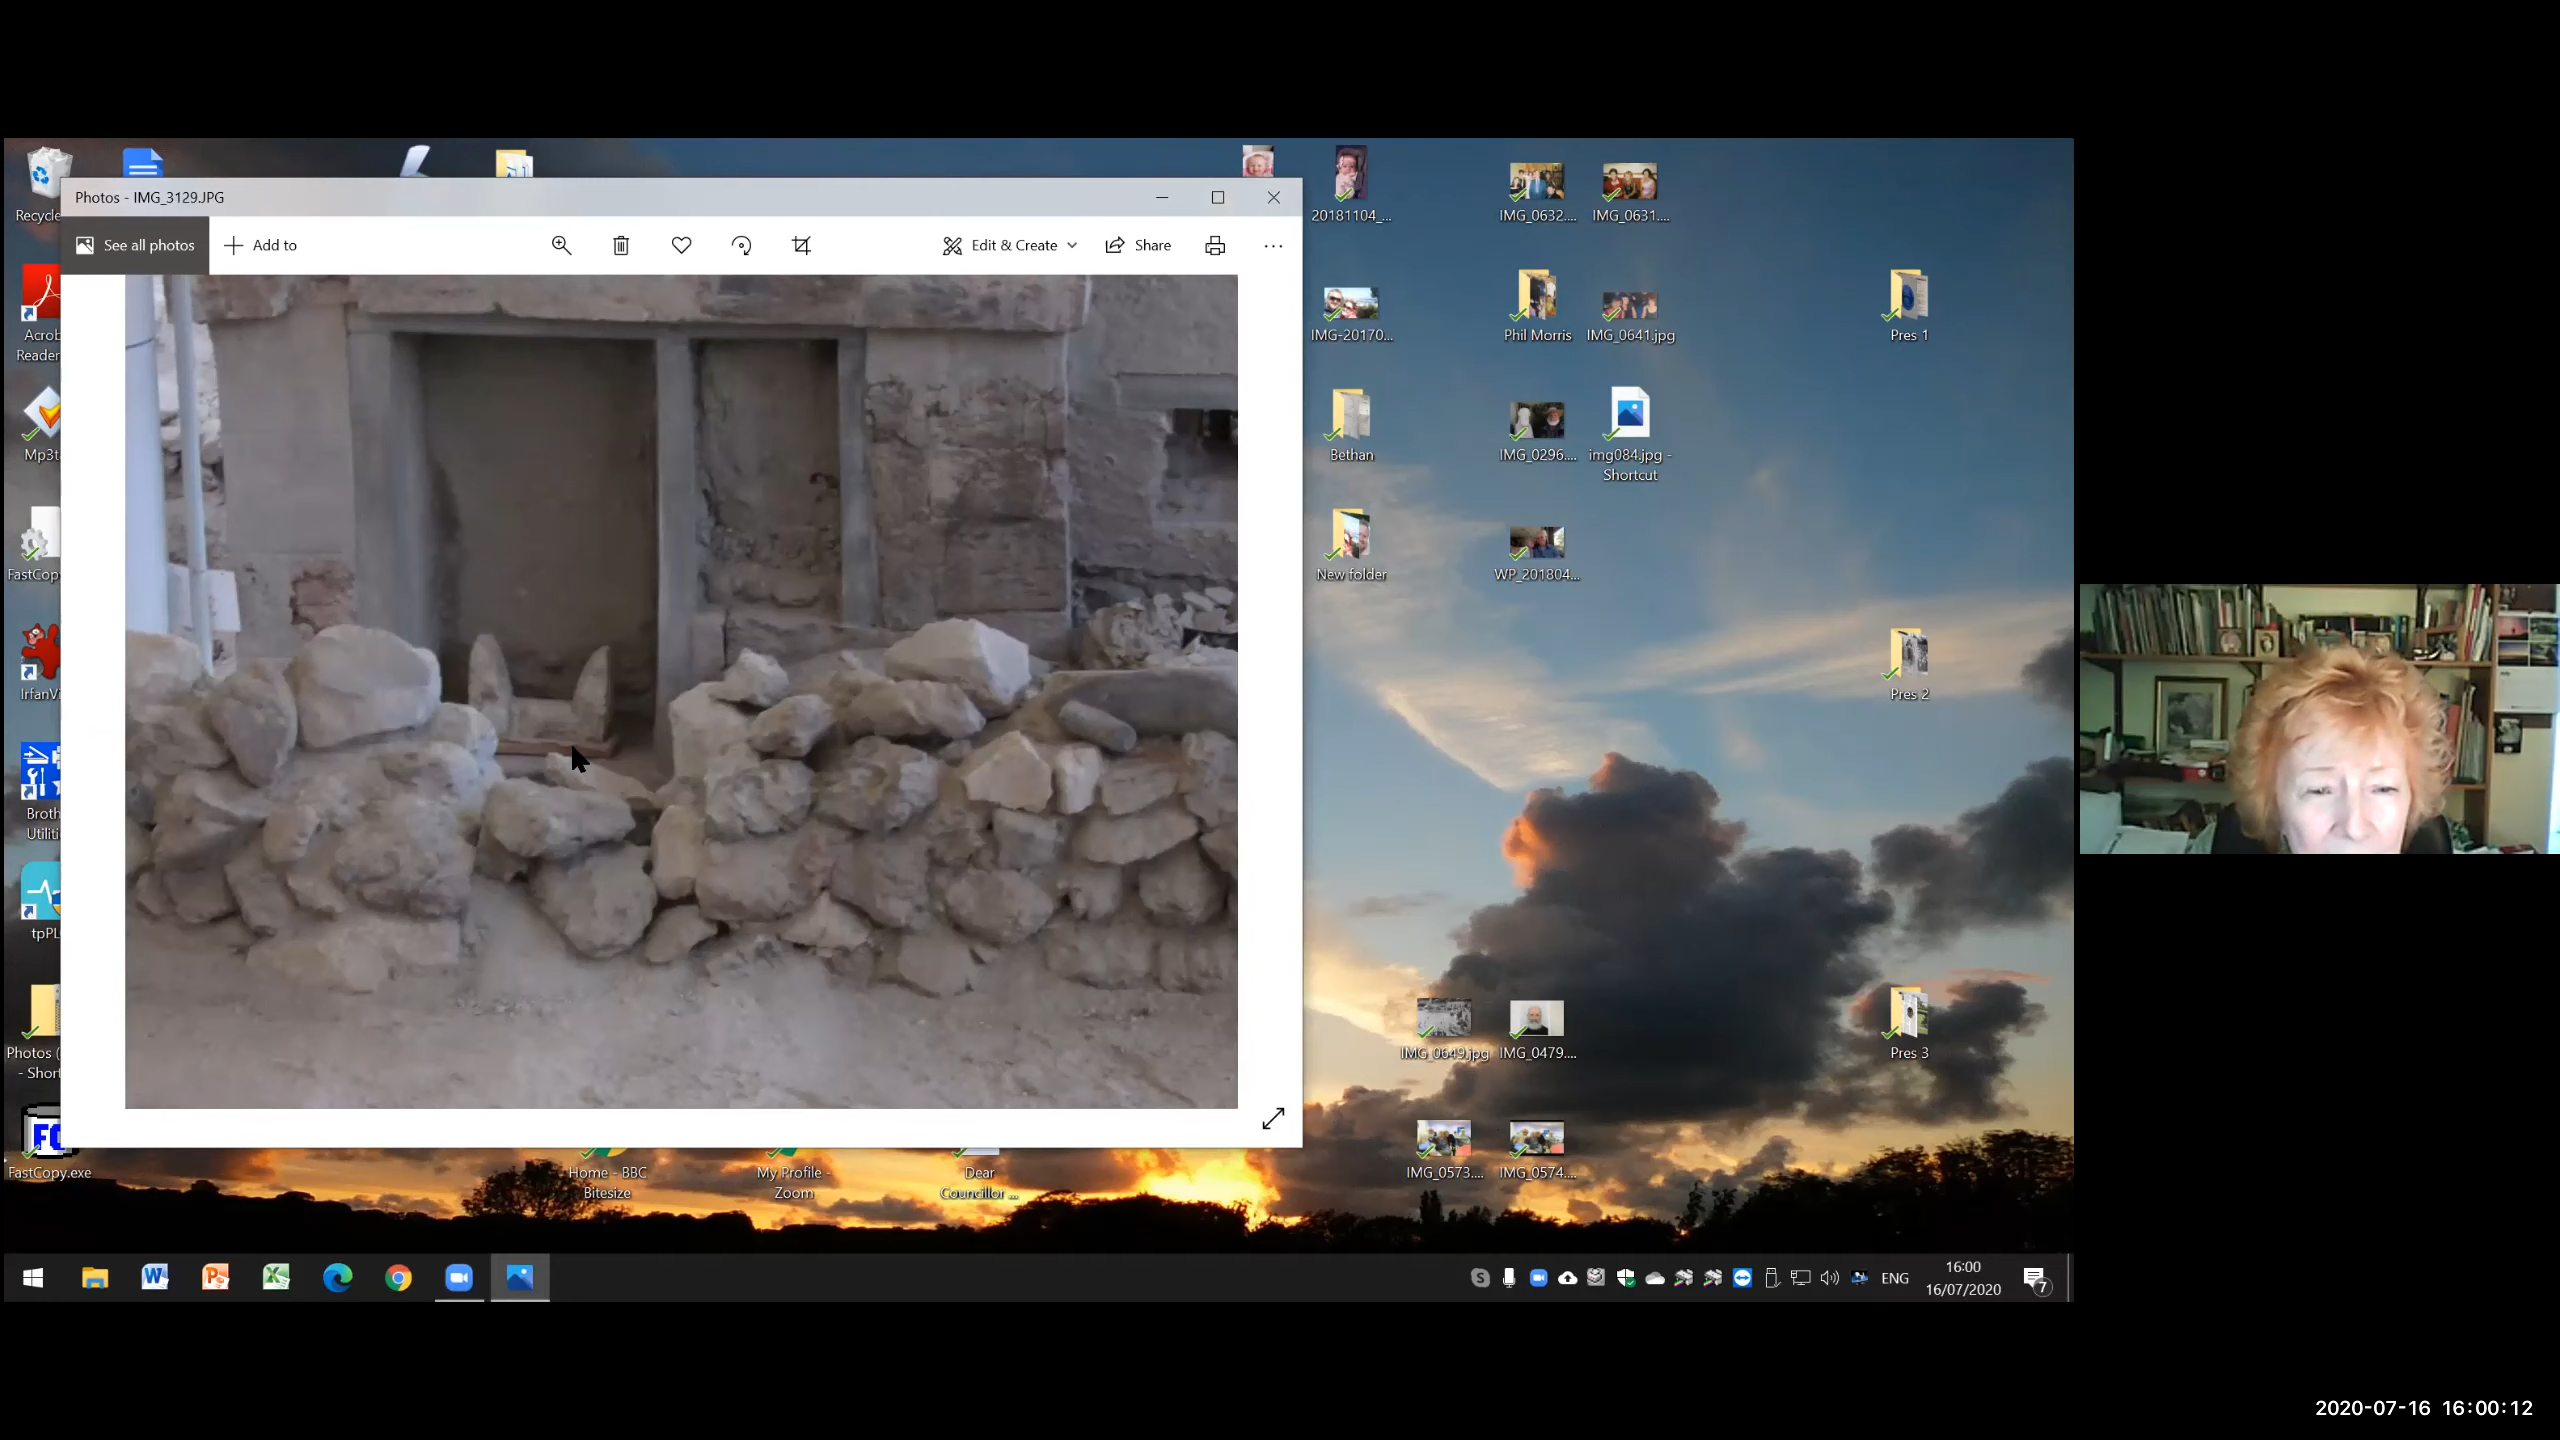 Recycle
Photos - IMG_3129.JPG
See all photos
Add to
Edit & Create
Share
20181104_...
IMG_0632....
IMG_0631....
Acrob
Reader
IMG-20170...
Phil Morris
IMG_0641.jpg
Pres 1
Mp3t
Bethan
IMG_0296....
img084.jpg -
Shortcut
FastCop
New folder
WP_201804...
IrfanVi
Pres 2
Broth
Utiliti
tpPL
Photos (
- Short
IMG_0649.jpg
IMG_0479....
Pres 3
FC
FastCopy.exe
Home - BBC
Bitesize
My Profile -
Zoom
Dear
Councillor ...
IMG_0573....
IMG_0574....
ENG
16:00
16/07/2020
7
2020-07-16 16:00:12